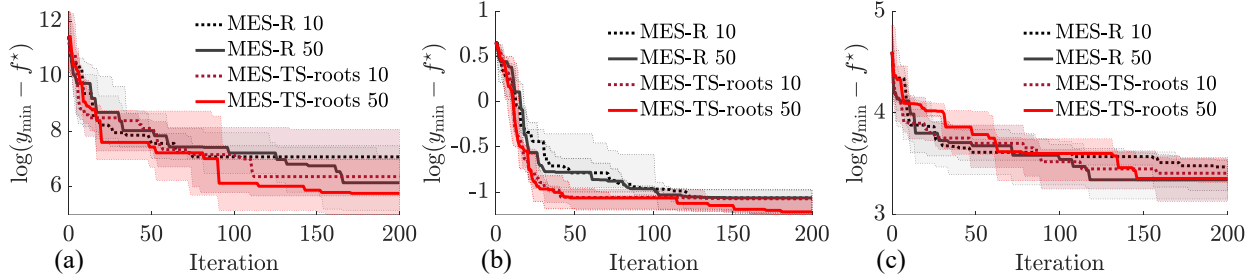 12
10
8
6
log(y_min − f*)
MES-R 10
MES-R 50
MES-TS-roots 10
MES-TS-roots 50
0 50 100 150 200
(a) Iteration
1
0.5
0
-0.5
-1
log(y_min − f*)
MES-R 10
MES-R 50
MES-TS-roots 10
MES-TS-roots 50
0 50 100 150 200
(b) Iteration
5
4
3
log(y_min − f*)
MES-R 10
MES-R 50
MES-TS-roots 10
MES-TS-roots 50
0 50 100 150 200
(c) Iteration